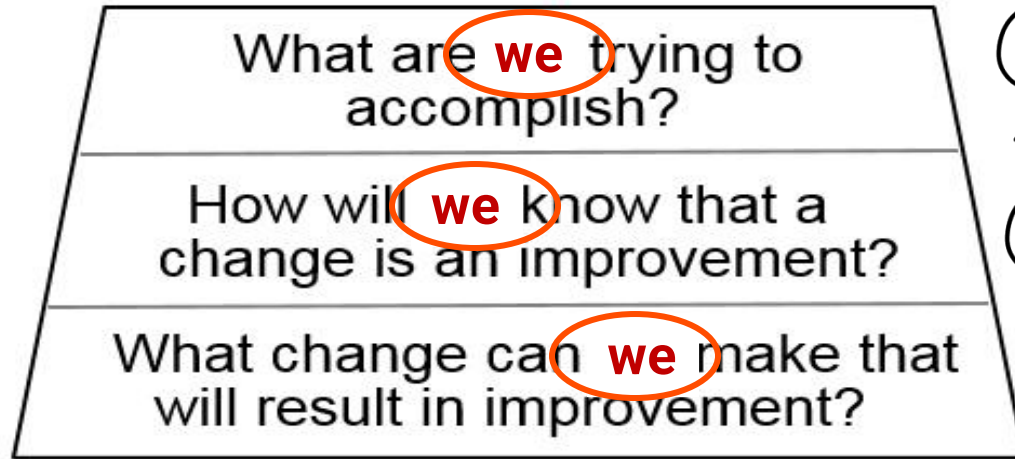 What are we trying to
accomplish?
How will we know that a
change is an improvement?
What change can we make that
will result in improvement?